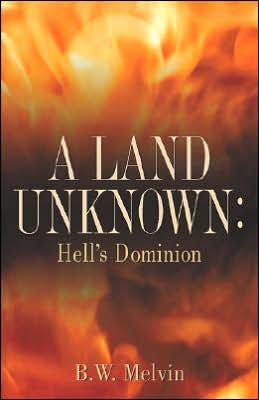 A LAND
UNKNOWN:
Hell's Dominion
B.W. Melvin